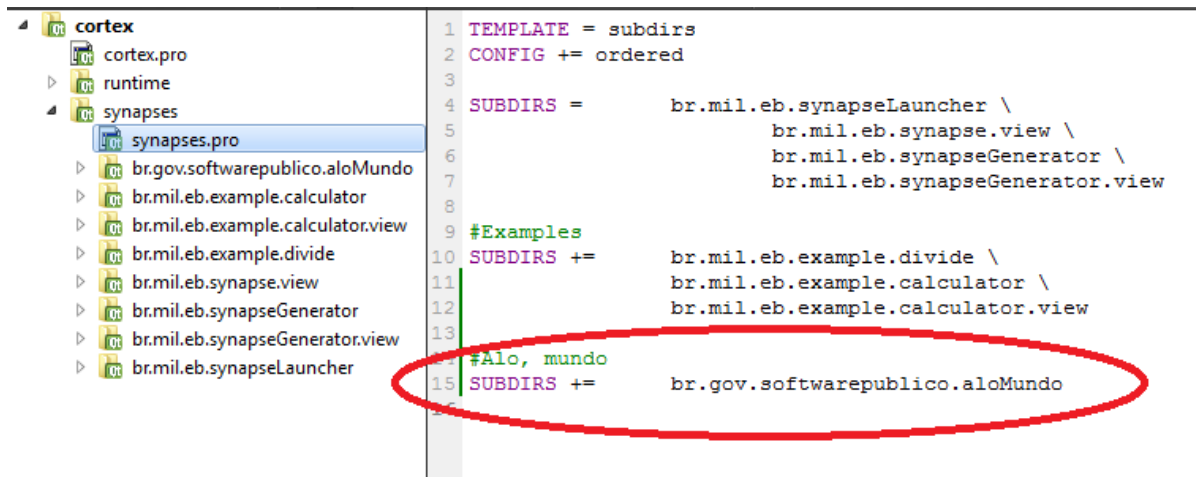 cortex
cortex.pro
runtime
synapses
synapses.pro
br.gov.softwarepublico.aloMundo
br.mil.eb.example.calculator
br.mil.eb.example.calculator.view
br.mil.eb.example.divide
br.mil.eb.synapse.view
br.mil.eb.synapseGenerator
br.mil.eb.synapseGenerator.view
br.mil.eb.synapseLauncher
1 TEMPLATE = subdirs
2 CONFIG += ordered
3
4 SUBDIRS = br.mil.eb.synapseLauncher \
5 br.mil.eb.synapse.view \
6 br.mil.eb.synapseGenerator \
7 br.mil.eb.synapseGenerator.view
8
9 #Examples
10 SUBDIRS += br.mil.eb.example.divide \
11 br.mil.eb.example.calculator \
12 br.mil.eb.example.calculator.view
13
14 #Alo, mundo
15 SUBDIRS += br.gov.softwarepublico.aloMundo
16